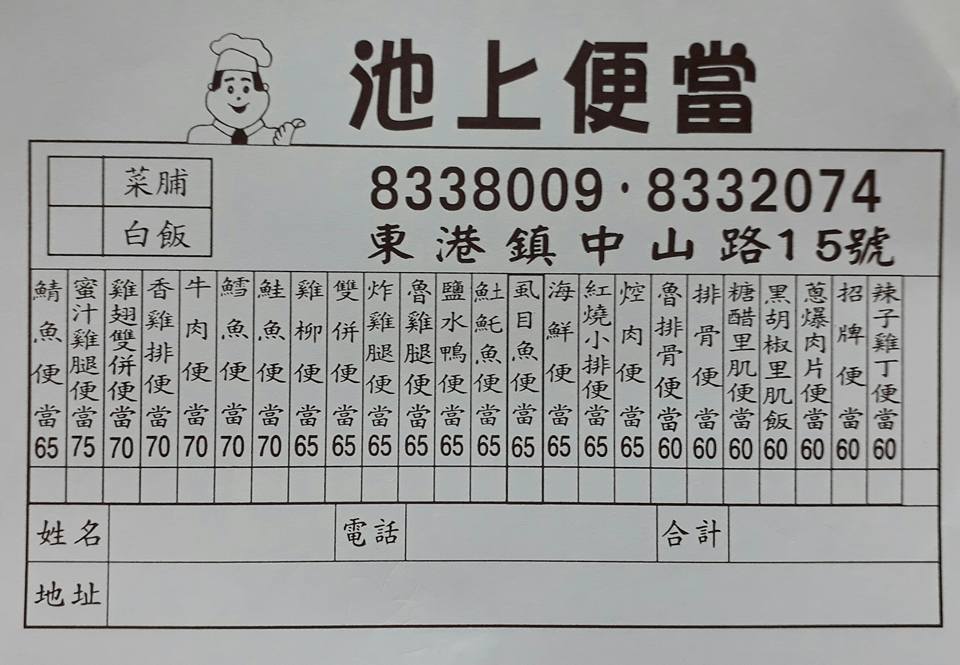 池上便當
菜脯
白飯
8338009·8332074
東港鎮中山路15號
鯖魚便當65
蜜汁雞腿便當75
雞翅雙併便當70
香雞排便當70
牛肉便當70
鱈魚便當70
鮭魚便當70
雞柳便當65
雙併便當65
炸雞腿便當65
魯雞腿便當65
鹽水鴨便當65
魠魚便當65
虱目魚便當65
海鮮便當65
紅燒小排便當65
焢肉便當65
魯排骨便當60
排骨便當60
糖醋里肌便當60
黑胡椒里肌飯60
蔥爆肉片便當60
招牌便當60
辣子雞丁便當60
姓名
電話
合計
地址